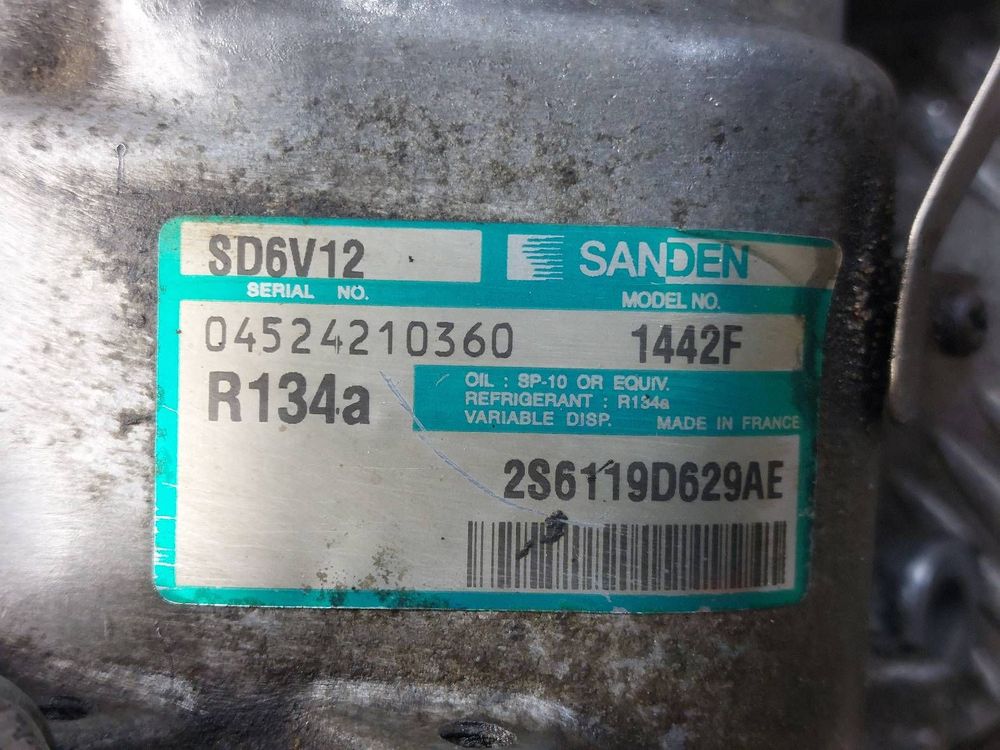 SD6V12
SANDEN
SERIAL NO.
MODEL NO.
04524210360
1442F
R134a
OIL : SP-10 OR EQUIV.
REFRIGERANT : R134a
VARIABLE DISP.
MADE IN FRANCE
2S6119D629AE